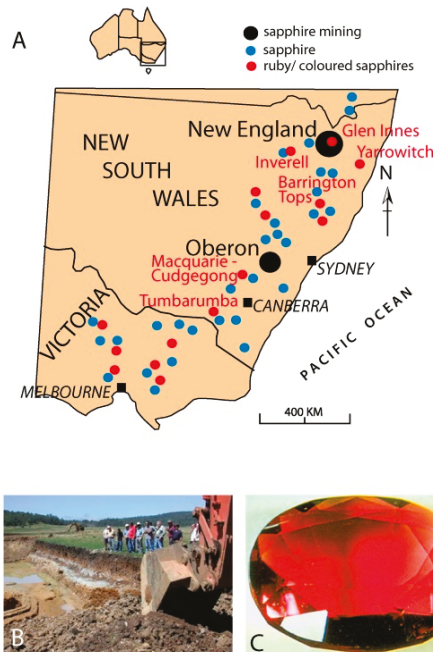 A
sapphire mining
sapphire
ruby/ coloured sapphires
NEW
SOUTH
WALES
New England
Glen Innes
Yarrowitch
Inverell
Barrington
Tops
N
Oberon
Macquarie -
Cudgegong
SYDNEY
Tumbarumba
CANBERRA
VICTORIA
PACIFIC OCEAN
MELBOURNE
400 KM
B
C